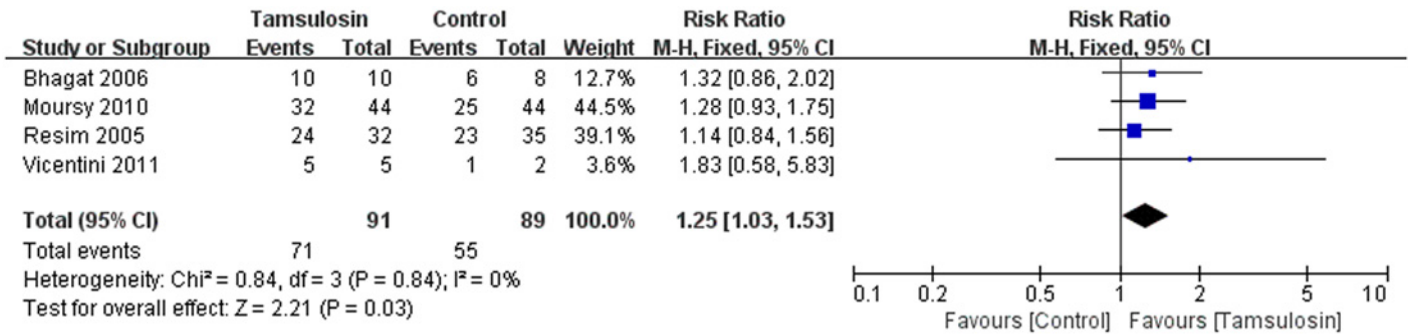 Tamsulosin Control Risk Ratio Risk Ratio
Study or Subgroup Events Total Events Total Weight M-H, Fixed, 95% CI M-H, Fixed, 95% CI
Bhagat 2006 10 10 6 8 12.7% 1.32 [0.86, 2.02]
Moursy 2010 32 44 25 44 44.5% 1.28 [0.93, 1.75]
Resim 2005 24 32 23 35 39.1% 1.14 [0.84, 1.56]
Vicentini 2011 5 5 1 2 3.6% 1.83 [0.58, 5.83]
Total (95% CI) 91 89 100.0% 1.25 [1.03, 1.53]
Total events 71 55
Heterogeneity: Chi² = 0.84, df = 3 (P = 0.84); I² = 0%
Test for overall effect: Z = 2.21 (P = 0.03)
0.1 0.2 0.5 1 2 5 10
Favours [Control] Favours [Tamsulosin]